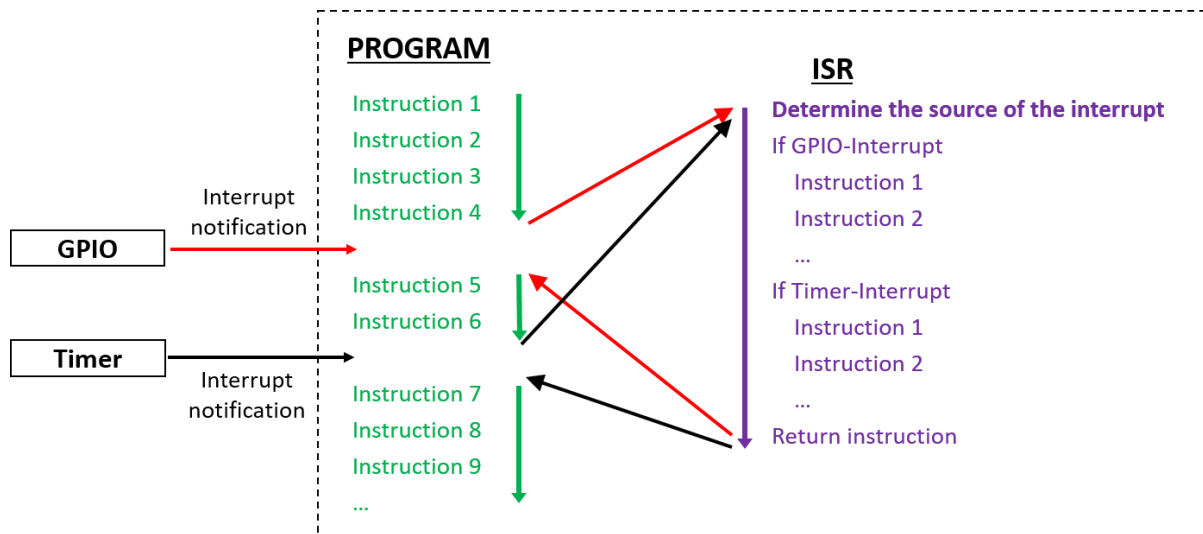 PROGRAM
Instruction 1
Instruction 2
Instruction 3
Instruction 4
Instruction 5
Instruction 6
Instruction 7
Instruction 8
Instruction 9
...
Interrupt
notification
GPIO
Timer
Interrupt
notification
ISR
Determine the source of the interrupt
If GPIO-Interrupt
Instruction 1
Instruction 2
...
If Timer-Interrupt
Instruction 1
Instruction 2
...
Return instruction